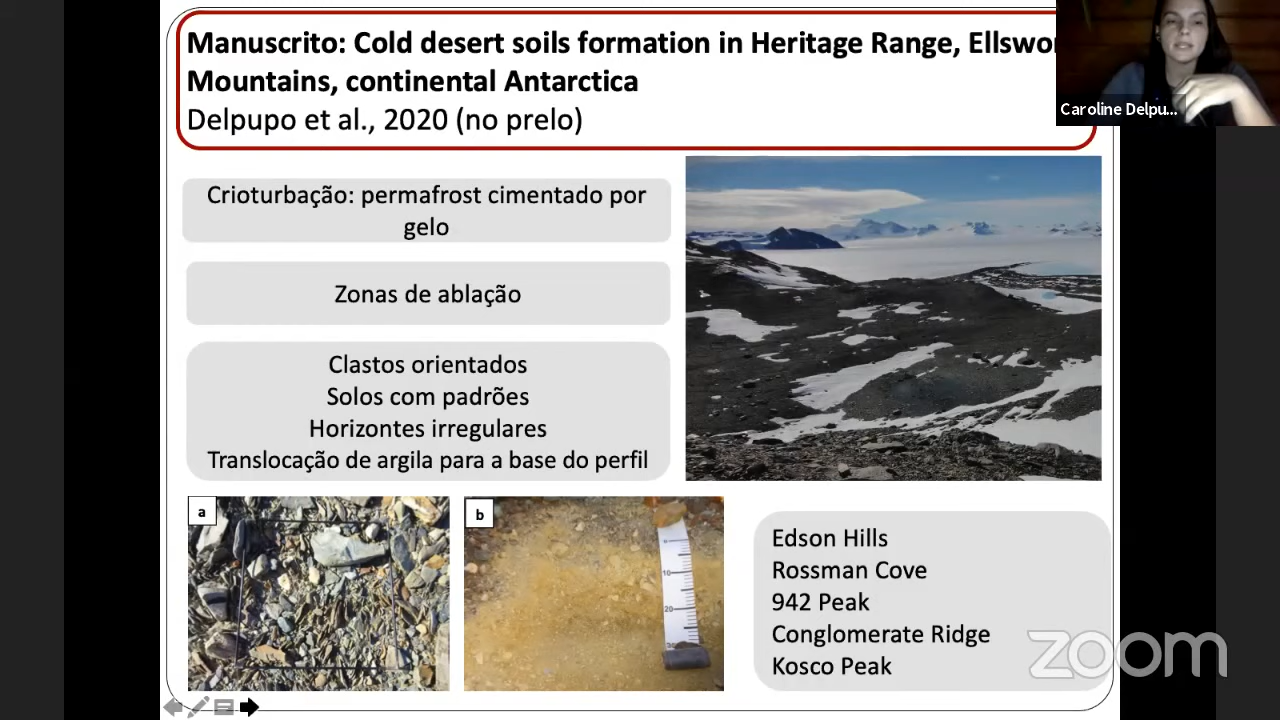 Manuscrito: Cold desert soils formation in Heritage Range,
Mountains, continental Antarctica
Delpupo et al., 2020 (no prelo)
Caroline Delpu...
Crioturbação: permafrost cimentado por
gelo
Zonas de ablação
Clastos orientados
Solos com padrões
Horizontes irregulares
Translocação de argila para a base do perfil
a
b
10
20
Edson Hills
Rossman Cove
942 Peak
Conglomerate Ridge
Kosco Peak
zoom